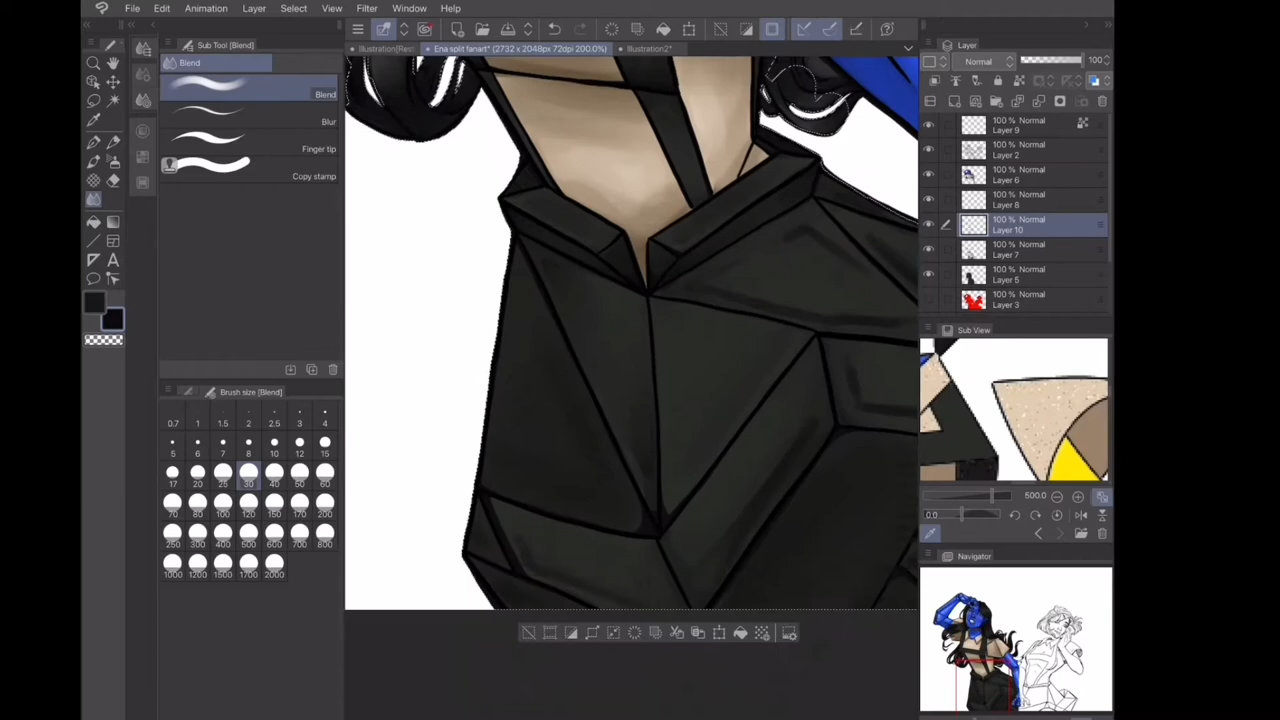 File Edit Animation Layer Select View Filter Window Help
Sub Tool [Blend]
Illustration[Res
Ena split fanart* (2732 x 2048px 72dpi 200.0%)
Illustration2*
Layer
Blend
Normal
100
Blend
Blur
Finger tip
Copy stamp
100 % Normal
Layer 9
100 % Normal
Layer 2
100 % Normal
Layer 6
100 % Normal
Layer 8
100 % Normal
Layer 10
100 % Normal
Layer 7
100 % Normal
Layer 5
100 % Normal
Layer 3
Sub View
Brush size [Blend]
0.7 1 1.5 2 2.5 3 4
5 6 7 8 10 12 15
17 20 25 30 40 50 60
70 80 100 120 150 170 200
250 300 400 500 600 700 800
1000 1200 1500 1700 2000
500.0
0.0
Navigator